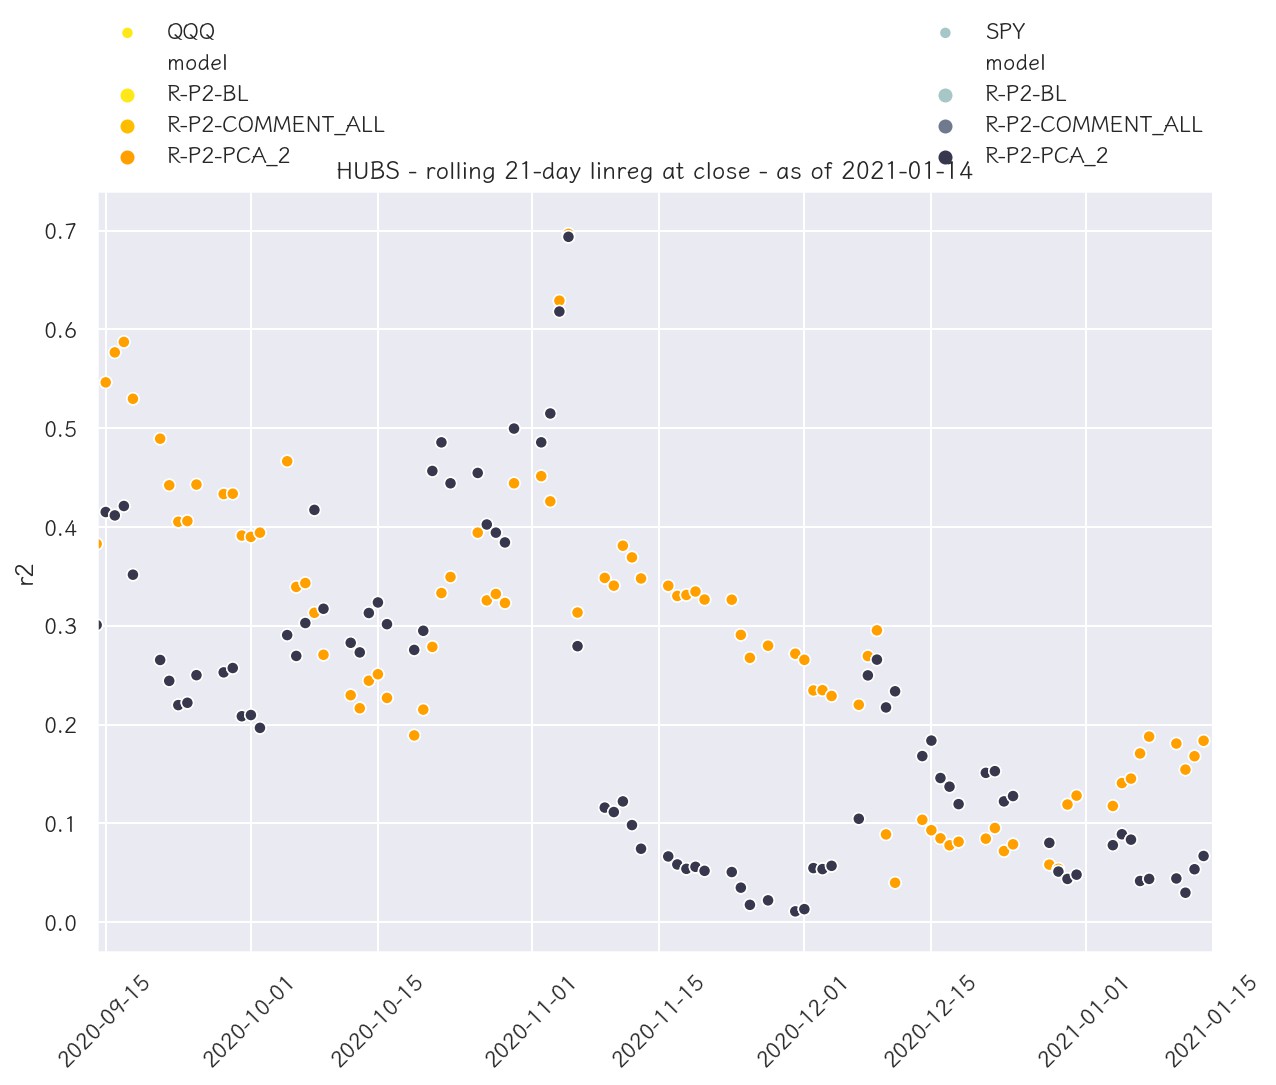 QQQ
model
R-P2-BL
R-P2-COMMENT_ALL
R-P2-PCA_2
SPY
model
R-P2-BL
R-P2-COMMENT_ALL
R-P2-PCA_2
HUBS - rolling 21-day linreg at close - as of 2021-01-14
0.7
0.6
0.5
0.4
0.3
0.2
0.1
0.0
r2
2020-09-15
2020-10-01
2020-10-15
2020-11-01
2020-11-15
2020-12-01
2020-12-15
2021-01-01
2021-01-15